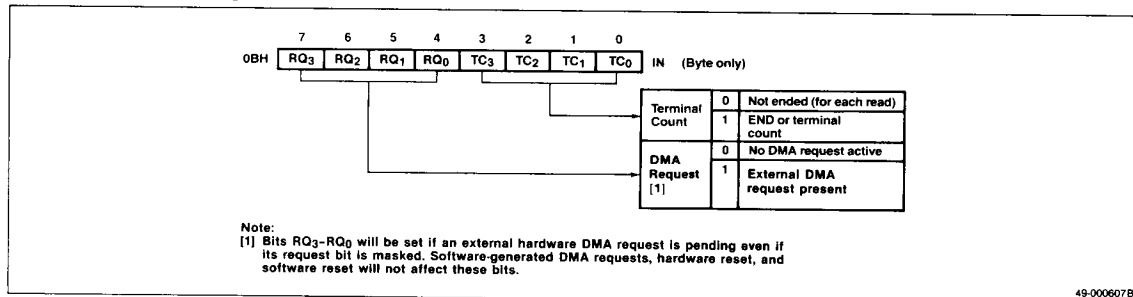 7 6 5 4 3 2 1 0
0BH RQ3 RQ2 RQ1 RQ0 TC3 TC2 TC1 TC0 IN (Byte only)
Terminal Count
0 Not ended (for each read)
1 END or terminal count
DMA Request [1]
0 No DMA request active
1 External DMA request present
Note:
[1] Bits RQ3–RQ0 will be set if an external hardware DMA request is pending even if
its request bit is masked. Software-generated DMA requests, hardware reset, and
software reset will not affect these bits.
49-000607B